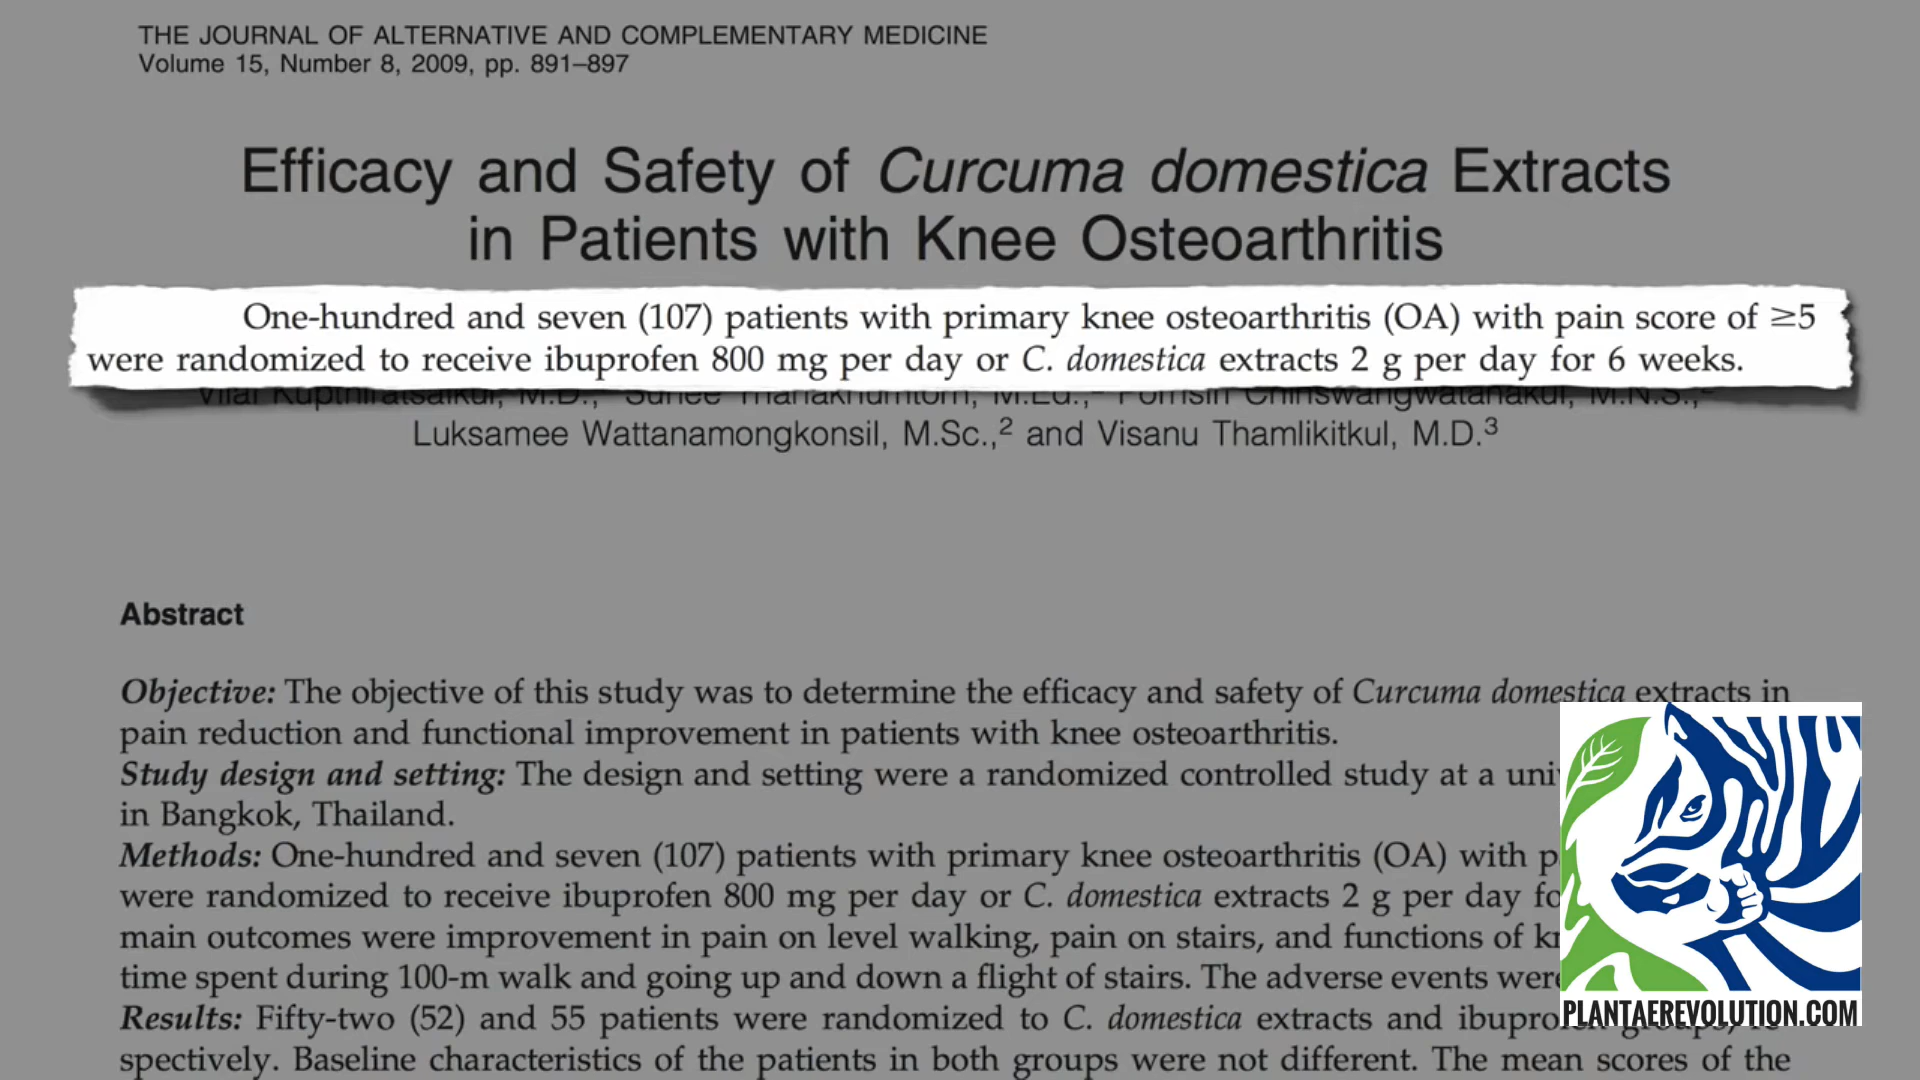 THE JOURNAL OF ALTERNATIVE AND COMPLEMENTARY MEDICINE
Volume 15, Number 8, 2009, pp. 891–897
Efficacy and Safety of Curcuma domestica Extracts
in Patients with Knee Osteoarthritis
One-hundred and seven (107) patients with primary knee osteoarthritis (OA) with pain score of ≥5
were randomized to receive ibuprofen 800 mg per day or C. domestica extracts 2 g per day for 6 weeks.
Vilai Kuptniratsaikul, M.D.,
Luksamee Wattanamongkonsil, M.Sc.,2 and Visanu Thamlikitkul, M.D.3
Abstract
Objective: The objective of this study was to determine the efficacy and safety of Curcuma domestica extracts in
pain reduction and functional improvement in patients with knee osteoarthritis.
Study design and setting: The design and setting were a randomized controlled study at a
in Bangkok, Thailand.
Methods: One-hundred and seven (107) patients with primary knee osteoarthritis (OA) with
were randomized to receive ibuprofen 800 mg per day or C. domestica extracts 2 g per day
main outcomes were improvement in pain on level walking, pain on stairs, and functions of
time spent during 100-m walk and going up and down a flight of stairs. The adverse events
Results: Fifty-two (52) and 55 patients were randomized to C. domestica extracts and
spectively. Baseline characteristics of the patients in both groups were not different. The mean scores of the
PLANTAEREVOLUTION.COM